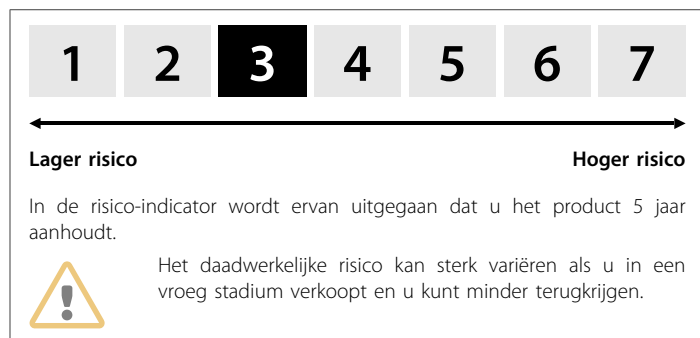 1 2 3 4 5 6 7
Lager risico Hoger risico
In de risico-indicator wordt ervan uitgegaan dat u het product 5 jaar
aanhoudt.
Het daadwerkelijke risico kan sterk variëren als u in een
vroeg stadium verkoopt en u kunt minder terugkrijgen.